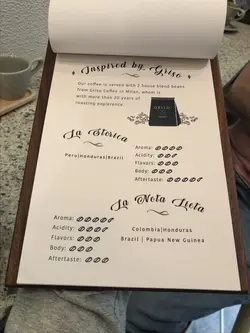 Inspired by Griso
Our coffee is served with 2 house blend beans
from Griso Coffee in Milan, whom is
with more than 20 years of
roasting experience.
La Storica
Peru|Honduras|Brazil
Aroma:
Acidity:
Flavors:
Body:
Aftertaste:
La Nota Lieta
Aroma:
Acidity:
Flavors:
Body:
Aftertaste:
Colombia|Honduras
Brazil | Papua New Guinea